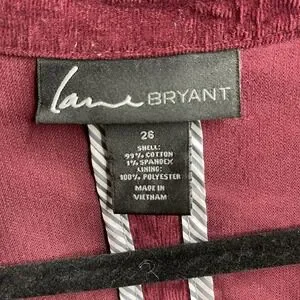 Lane BRYANT
26
SHELL:
99% COTTON
1% SPANDEX
LINING:
100% POLYESTER
MADE IN
VIETNAM